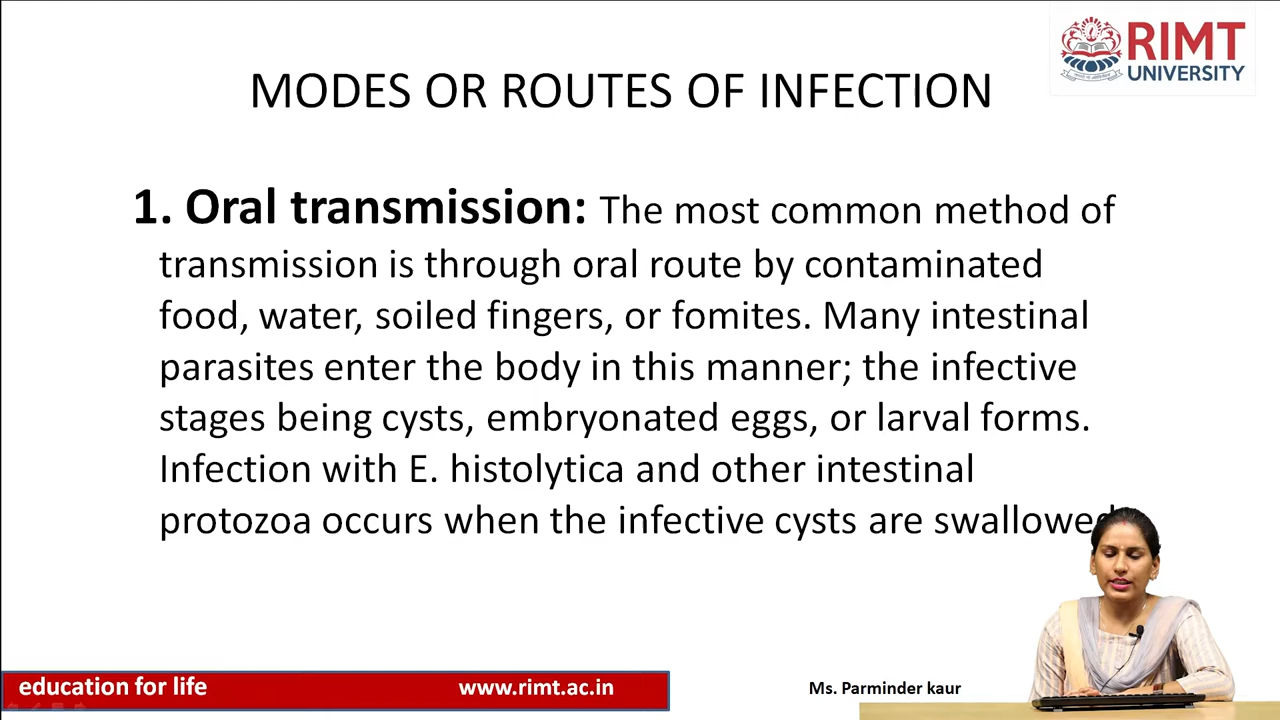 RIMT
UNIVERSITY
MODES OR ROUTES OF INFECTION
1. Oral transmission: The most common method of
transmission is through oral route by contaminated
food, water, soiled fingers, or fomites. Many intestinal
parasites enter the body in this manner; the infective
stages being cysts, embryonated eggs, or larval forms.
Infection with E. histolytica and other intestinal
protozoa occurs when the infective cysts are swallowed
education for life
www.rimt.ac.in
Ms. Parminder kaur